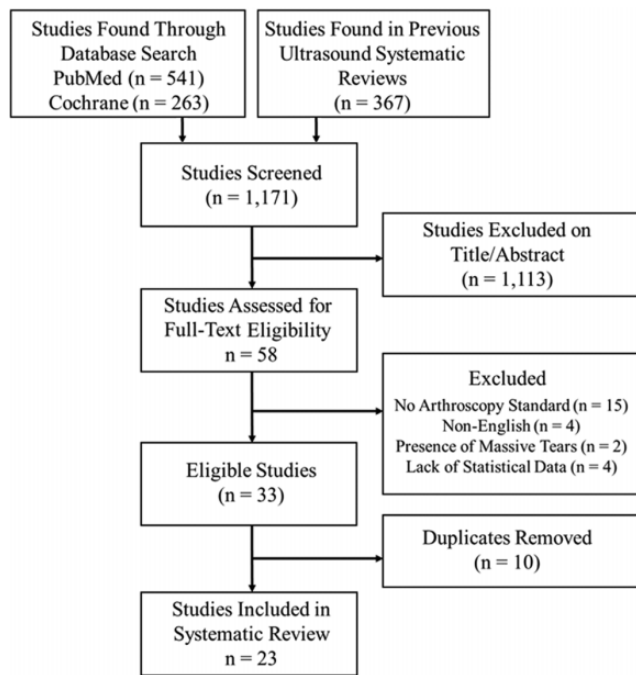 Studies Found Through
Database Search
PubMed (n = 541)
Cochrane (n = 263)
Studies Found in Previous
Ultrasound Systematic
Reviews
(n = 367)
Studies Screened
(n = 1,171)
Studies Excluded on
Title/Abstract
(n = 1,113)
Studies Assessed for
Full-Text Eligibility
n = 58
Excluded
No Arthroscopy Standard (n = 15)
Non-English (n = 4)
Presence of Massive Tears (n = 2)
Lack of Statistical Data (n = 4)
Eligible Studies
(n = 33)
Duplicates Removed
(n = 10)
Studies Included in
Systematic Review
n = 23